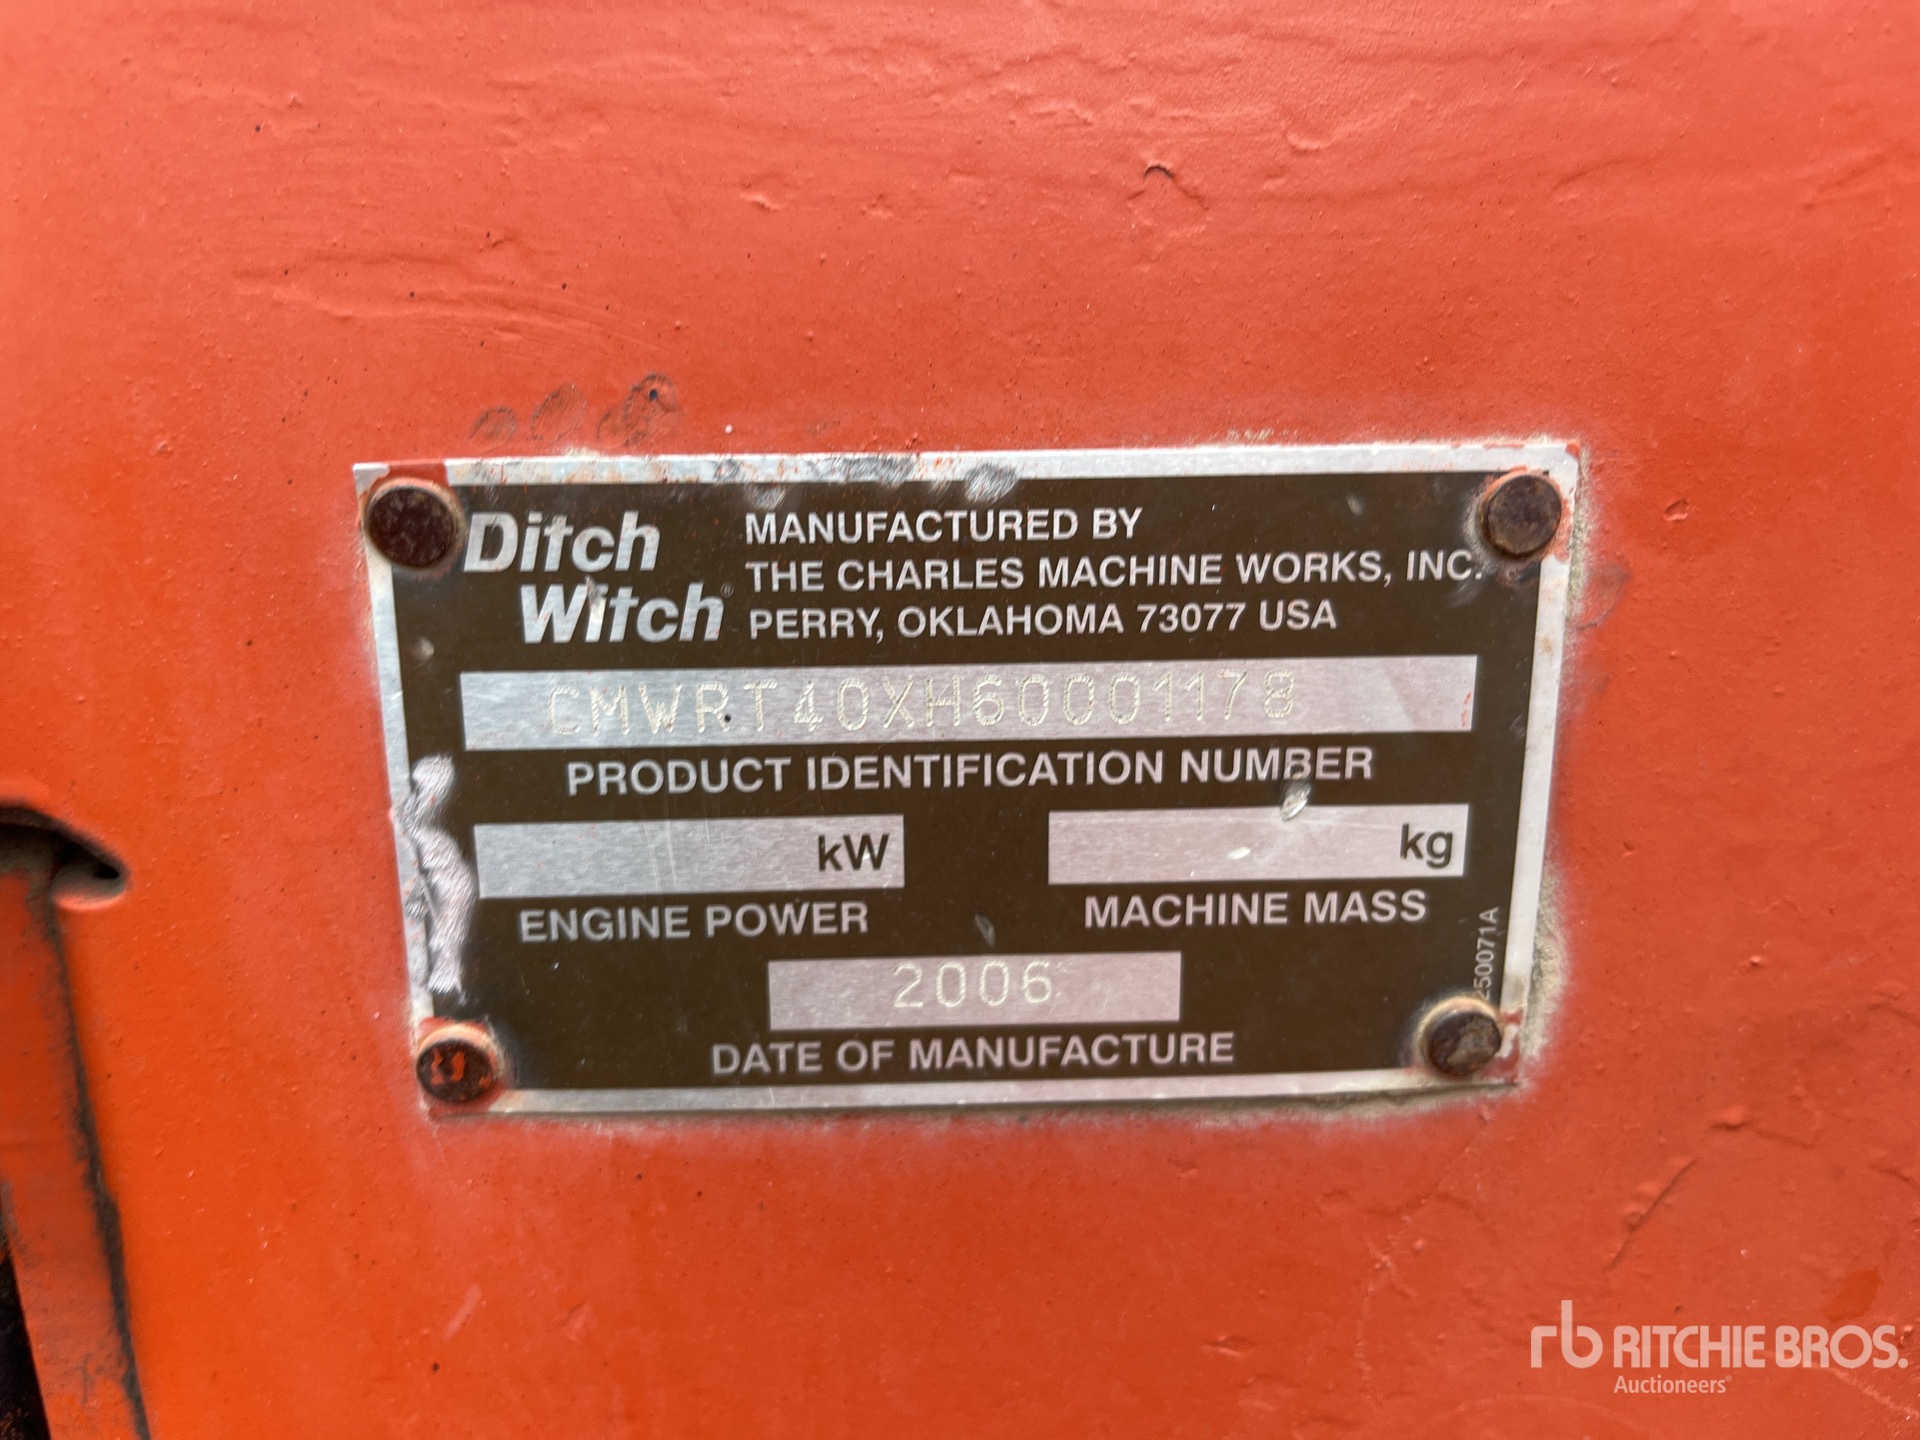 Ditch
Witch®
MANUFACTURED BY
THE CHARLES MACHINE WORKS, INC.
PERRY, OKLAHOMA 73077 USA
CMWRT40XH60001178
PRODUCT IDENTIFICATION NUMBER
kW
ENGINE POWER
kg
MACHINE MASS
2006
DATE OF MANUFACTURE
250071A
rb RITCHIE BROS.
Auctioneers